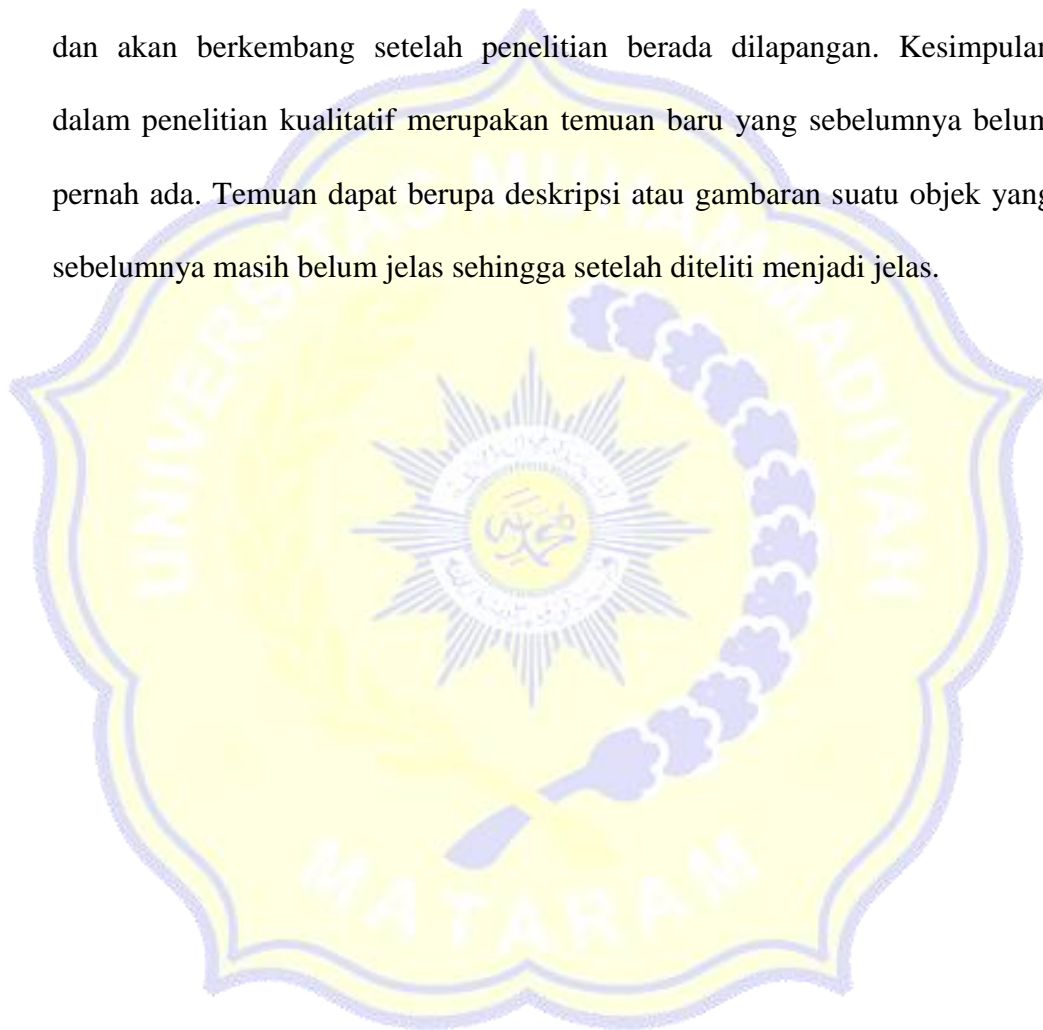 dan akan berkembang setelah penelitian berada dilapangan. Kesimpulan
dalam penelitian kualitatif merupakan temuan baru yang sebelumnya belum
pernah ada. Temuan dapat berupa deskripsi atau gambaran suatu objek yang
sebelumnya masih belum jelas sehingga setelah diteliti menjadi jelas.
UNIVERSITAS MUHAMMADIYAH
MATARAM